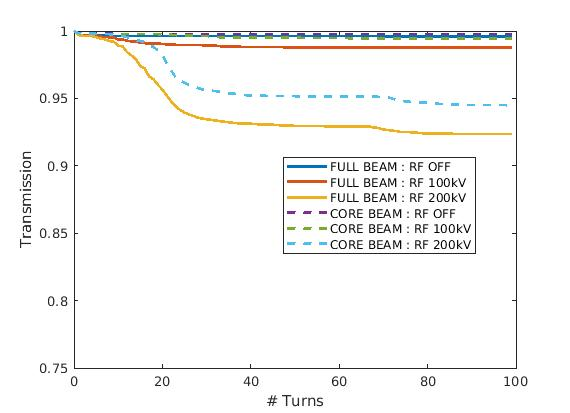 1
0.95
0.9
0.85
0.8
0.75
Transmission
FULL BEAM : RF OFF
FULL BEAM : RF 100kV
FULL BEAM : RF 200kV
CORE BEAM : RF OFF
CORE BEAM : RF 100kV
CORE BEAM : RF 200kV
0 20 40 60 80 100
# Turns